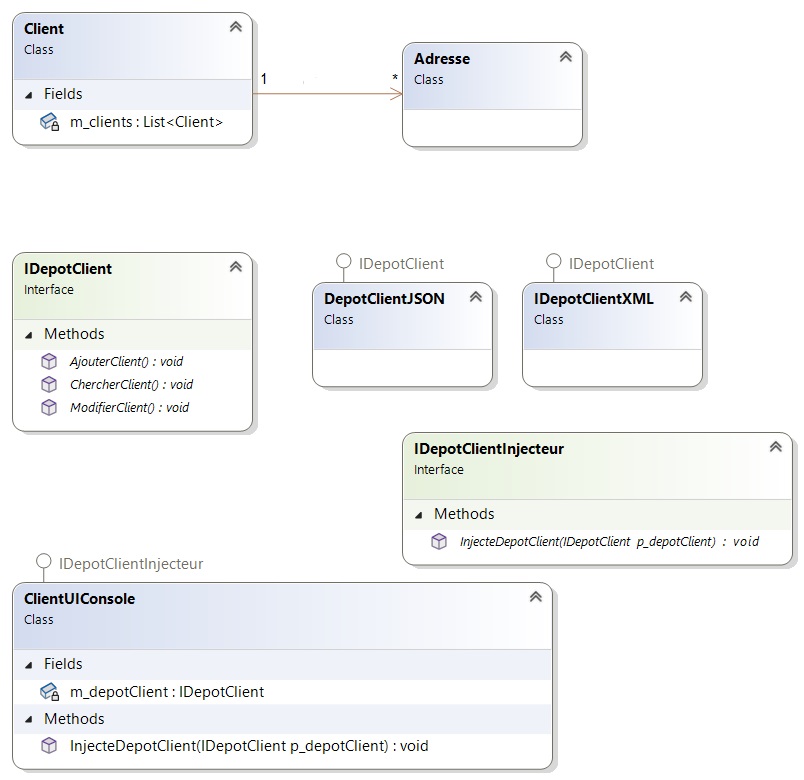 Client
Class
Fields
m_clients : List<Client>
1
*
Adresse
Class
IDepotClient
Interface
Methods
AjouterClient() : void
ChercherClient() : void
ModifierClient() : void
IDepotClient
DepotClientJSON
Class
IDepotClient
IDepotClientXML
Class
IDepotClientInjecteur
Interface
Methods
InjecteDepotClient(IDepotClient p_depotClient) : void
IDepotClientInjecteur
ClientUIConsole
Class
Fields
m_depotClient : IDepotClient
Methods
InjecteDepotClient(IDepotClient p_depotClient) : void